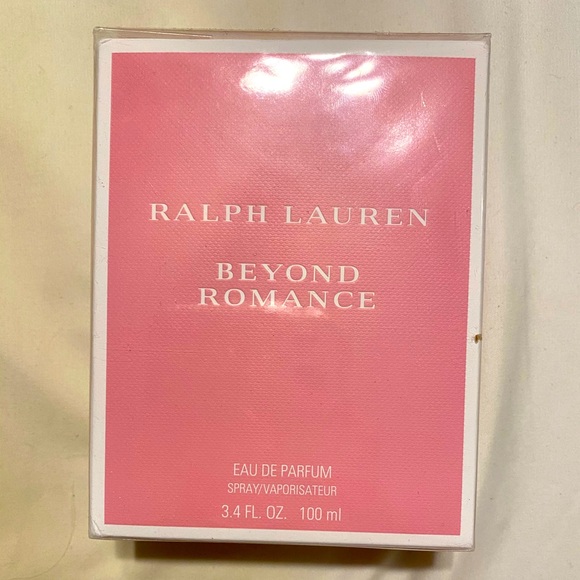 RALPH LAUREN
BEYOND
ROMANCE
EAU DE PARFUM
SPRAY/VAPORISATEUR
3.4 FL. OZ. 100 ml